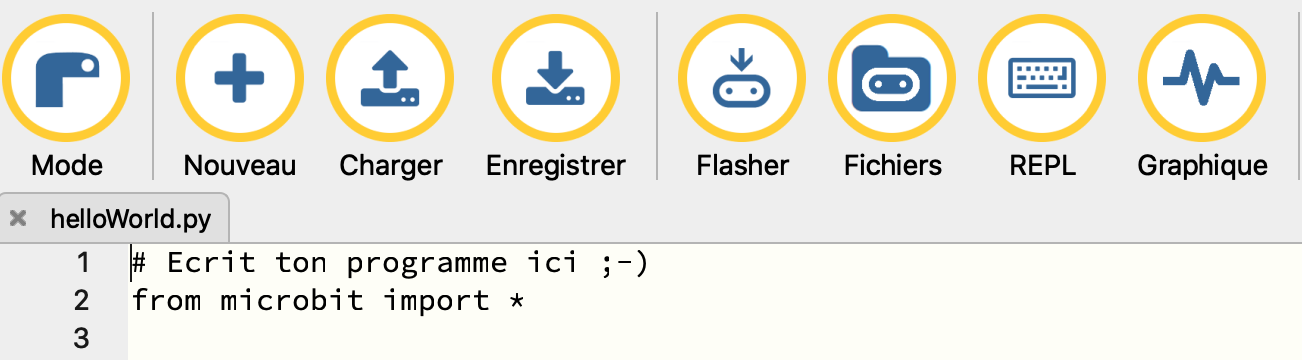 Mode Nouveau Charger Enregistrer Flasher Fichiers REPL Graphique
helloWorld.py
1 # Ecrit ton programme ici ;-)
2 from microbit import *
3